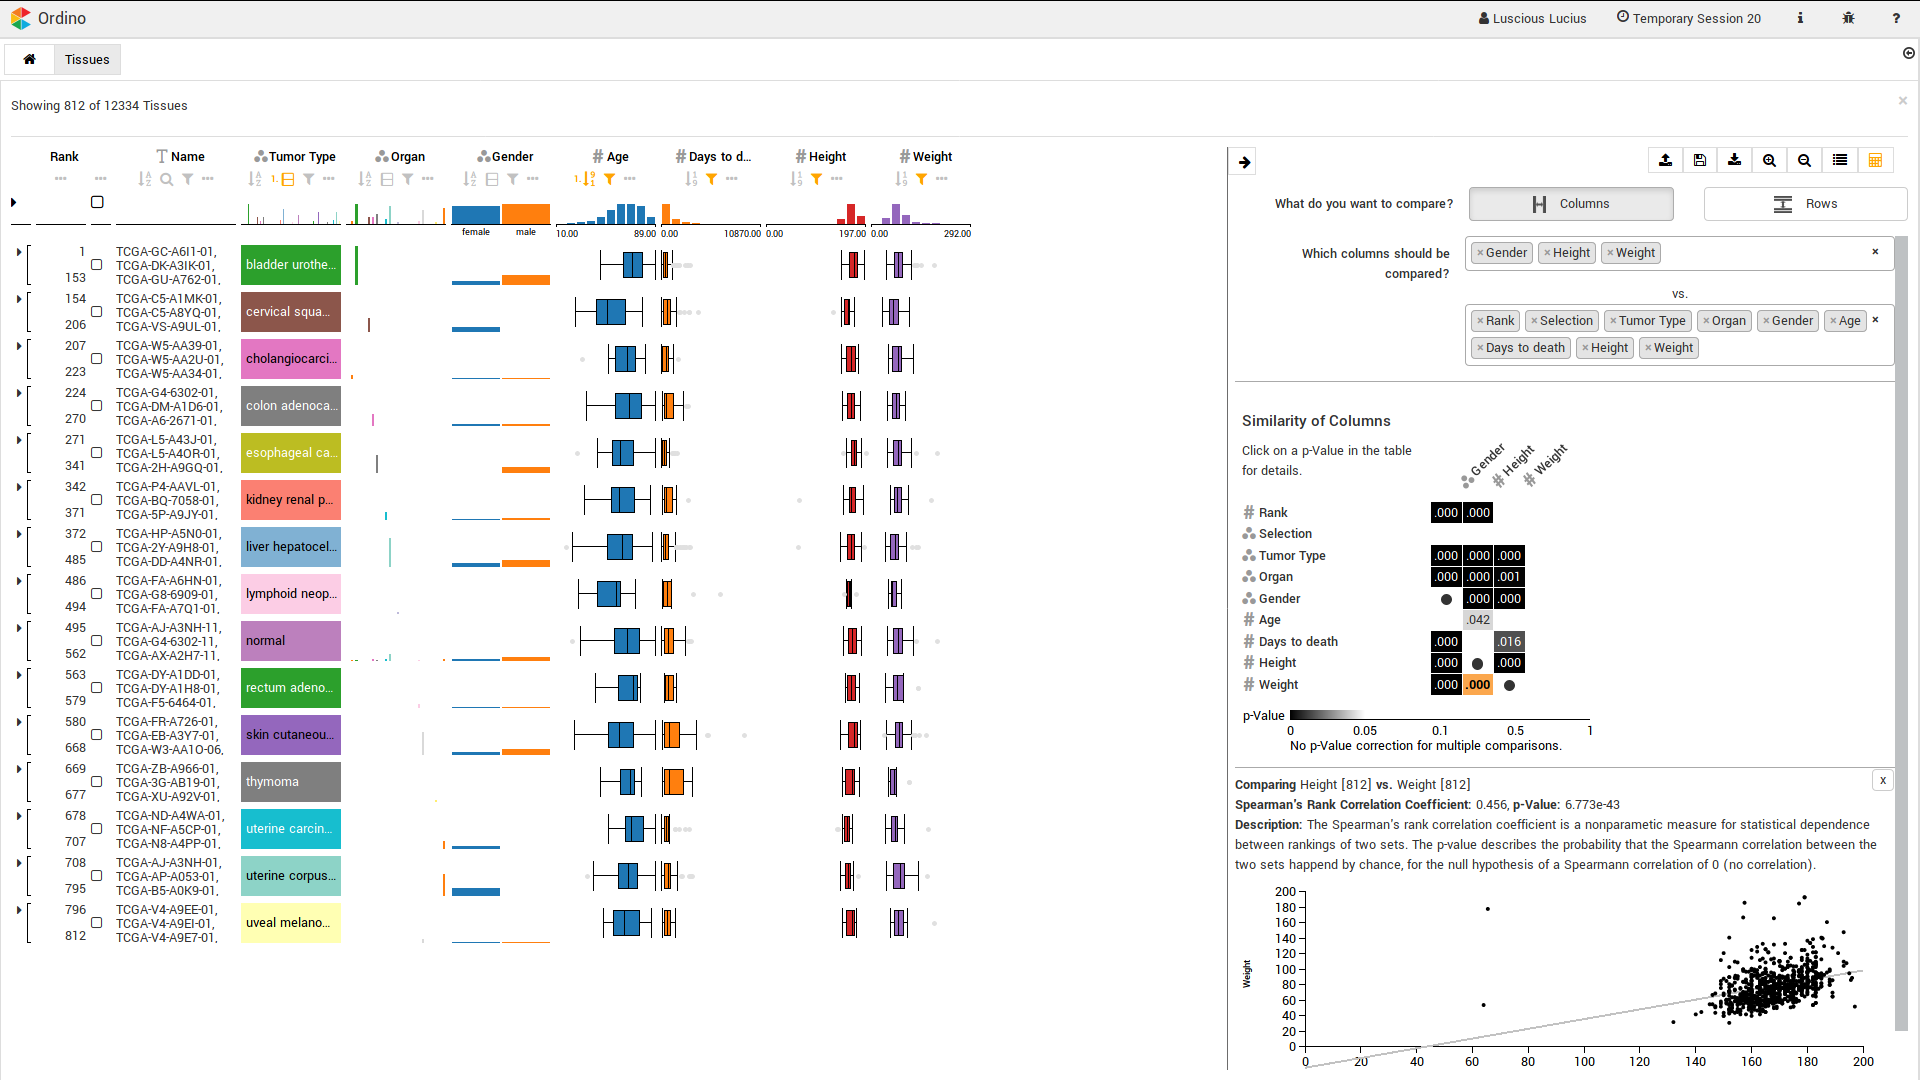 Ordino
Luscious Lucius
Temporary Session 20
Tissues
Showing 812 of 12334 Tissues
Rank Name Tumor Type Organ Gender Age Days to d... Height Weight
female male 10.00 89.00 0.00 10870.00 0.00 197.00 0.00 292.00
1
153
TCGA-GC-A6I1-01,
TCGA-DK-A3IK-01,
TCGA-GU-A762-01,
bladder urothe...
154
206
TCGA-C5-A1MK-01,
TCGA-C5-A8YQ-01,
TCGA-VS-A9UL-01,
cervical squa...
207
223
TCGA-W5-AA39-01,
TCGA-W5-AA2U-01,
TCGA-W5-AA34-01,
cholangiocarci...
224
270
TCGA-G4-6302-01,
TCGA-DM-A1D6-01,
TCGA-A6-2671-01,
colon adenoca...
271
341
TCGA-L5-A43J-01,
TCGA-L5-A4OR-01,
TCGA-2H-A9GQ-01,
esophageal ca...
342
371
TCGA-P4-AAVL-01,
TCGA-BQ-7058-01,
TCGA-5P-A9JY-01,
kidney renal p...
372
485
TCGA-HP-A5N0-01,
TCGA-2Y-A9H8-01,
TCGA-DD-A4NR-01,
liver hepatocel...
486
494
TCGA-FA-A6HN-01,
TCGA-G8-6909-01,
TCGA-FA-A7Q1-01,
lymphoid neop...
495
562
TCGA-AJ-A3NH-11,
TCGA-G4-6302-11,
TCGA-AX-A2H7-11,
normal
563
579
TCGA-DY-A1DD-01,
TCGA-DY-A1H8-01,
TCGA-F5-6464-01,
rectum adeno...
580
668
TCGA-FR-A726-01,
TCGA-EB-A3Y7-01,
TCGA-W3-AA1O-06,
skin cutaneou...
669
677
TCGA-ZB-A966-01,
TCGA-3G-AB19-01,
TCGA-XU-A92V-01,
thymoma
678
707
TCGA-ND-A4WA-01,
TCGA-NF-A5CP-01,
TCGA-N8-A4PP-01,
uterine carcin...
708
795
TCGA-AJ-A3NH-01,
TCGA-AP-A053-01,
TCGA-B5-A0K9-01,
uterine corpus...
796
812
TCGA-V4-A9EE-01,
TCGA-V4-A9EI-01,
TCGA-V4-A9E7-01,
uveal melano...
What do you want to compare? Columns Rows
Which columns should be
compared?
× Gender × Height × Weight ×
vs.
× Rank × Selection × Tumor Type × Organ × Gender × Age ×
× Days to death × Height × Weight
Similarity of Columns
Click on a p-Value in the table
for details.
Gender Height Weight
Rank .000 .000
Selection
Tumor Type .000 .000 .000
Organ .000 .000 .001
Gender .000 .000
Age .042
Days to death .000 .016
Height .000 .000
Weight .000 .000
p-Value
0 0.05 0.1 0.5 1
No p-Value correction for multiple comparisons.
x
Comparing Height [812] vs. Weight [812]
Spearman's Rank Correlation Coefficient: 0.456, p-Value: 6.773e-43
Description: The Spearman's rank correlation coefficient is a nonparametic measure for statistical dependence
between rankings of two sets. The p-value describes the probability that the Spearmann correlation between the
two sets happend by chance, for the null hypothesis of a Spearmann correlation of 0 (no correlation).
Weight
200
180
160
140
120
100
80
60
40
20
0
0 20 40 60 80 100 120 140 160 180 200